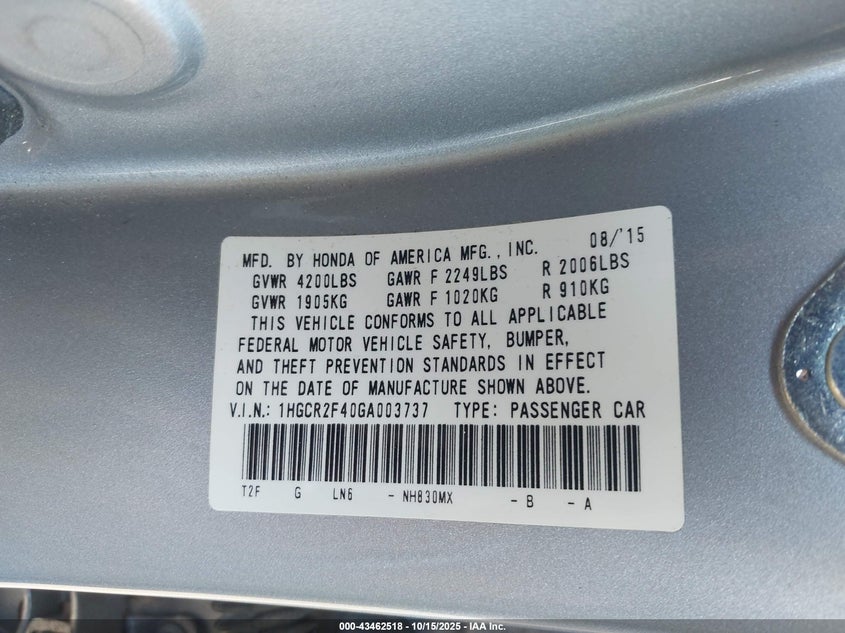 MFD. BY HONDA OF AMERICA MFG., INC. 08/'15
GVWR 4200LBS GAWR F 2249LBS R 2006LBS
GVWR 1905KG GAWR F 1020KG R 910KG
THIS VEHICLE CONFORMS TO ALL APPLICABLE
FEDERAL MOTOR VEHICLE SAFETY, BUMPER,
AND THEFT PREVENTION STANDARDS IN EFFECT
ON THE DATE OF MANUFACTURE SHOWN ABOVE.
V.I.N.: 1HGCR2F40GA003737 TYPE: PASSENGER CAR
T2F G LN6 - NH830MX - B - A
000-43462518 - 10/15/2025 - IAA Inc.